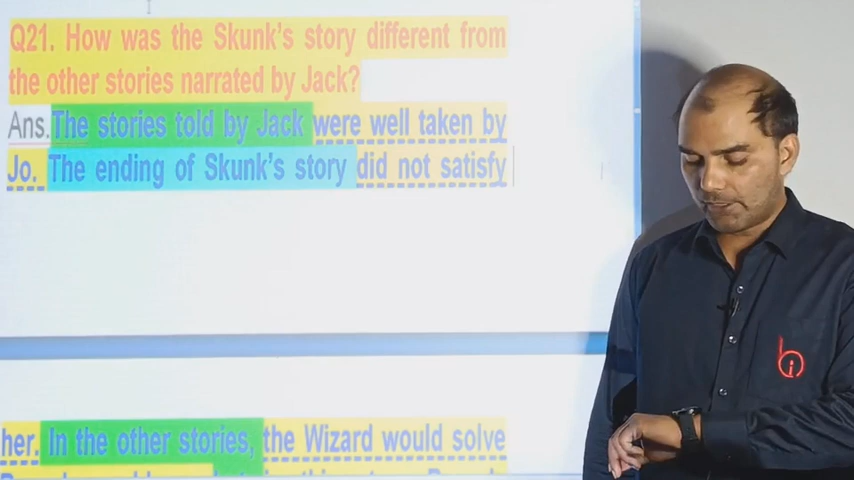 Q21. How was the Skunk's story different from
the other stories narrated by Jack?
Ans.The stories told by Jack were well taken by
Jo. The ending of Skunk's story did not satisfy
her. In the other stories, the Wizard would solve